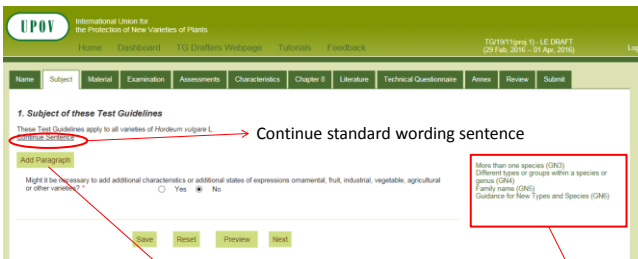 UPOV
International Union for
the Protection of New Varieties of Plants
Home Dashboard TG Drafters Webpage Tutorials Feedback
TG/19/11(proj.1) - LE DRAFT
(29 Feb, 2016 – 01 Apr, 2016)
Log
Name Subject Material Examination Assessments Characteristics Chapter 8 Literature Technical Questionnaire Annex Review Submit
1. Subject of these Test Guidelines
These Test Guidelines apply to all varieties of Hordeum vulgare L.
Continue Sentence
Continue standard wording sentence
Add Paragraph
More than one species (GN3)
Different types or groups within a species or
genus (GN4)
Family name (GN5)
Guidance for New Types and Species (GN6)
Might it be necessary to add additional characteristics or additional states of expressions ornamental, fruit, industrial, vegetable, agricultural
or other varieties? * Yes No
Save Reset Preview Next